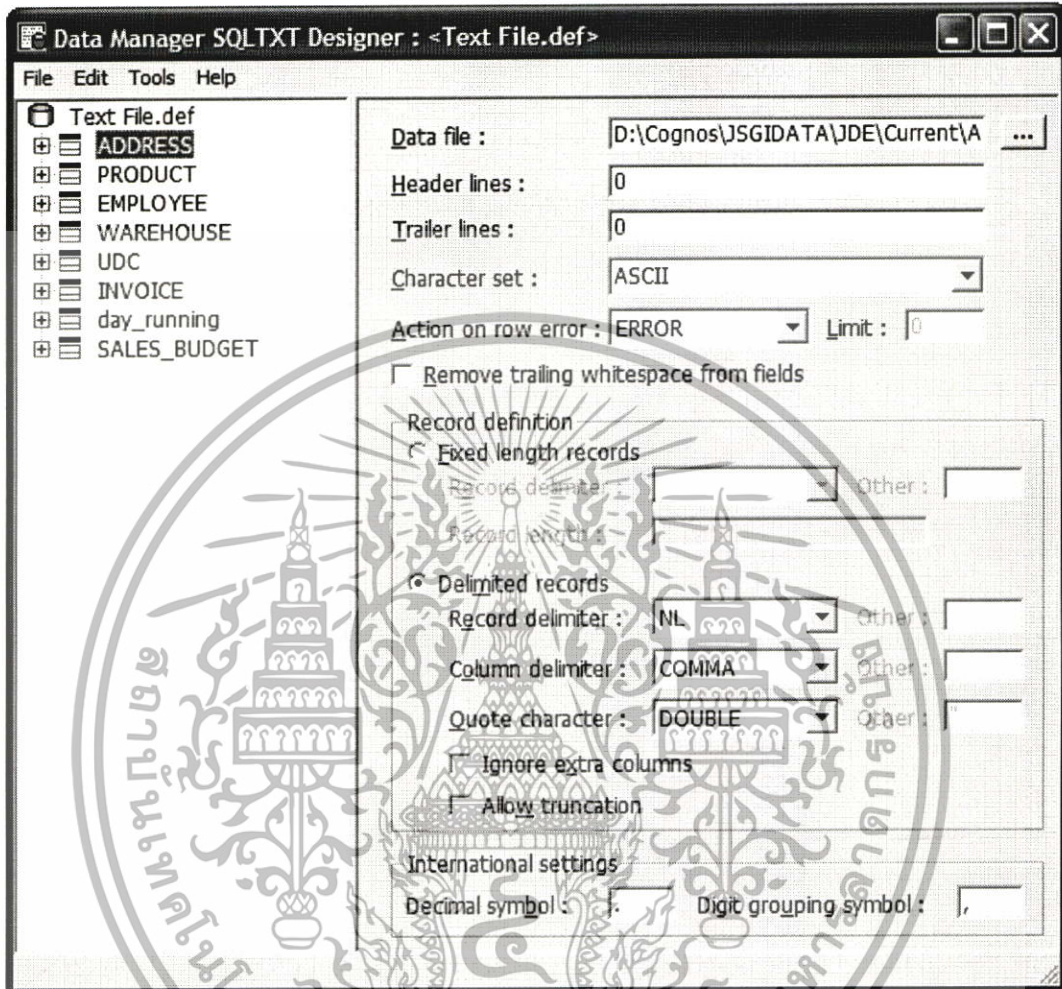 Data Manager SQLTXT Designer : <Text File.def>
File Edit Tools Help
Text File.def
ADDRESS
PRODUCT
EMPLOYEE
WAREHOUSE
UDC
INVOICE
day_running
SALES_BUDGET
Data file : D:\Cognos\JSGIDATA\JDE\Current\A ...
Header lines : 0
Trailer lines : 0
Character set : ASCII
Action on row error : ERROR Limit : 0
Remove trailing whitespace from fields
Record definition
Fixed length records
Record delimiter : Other :
Record length :
Delimited records
Record delimiter : NL Other :
Column delimiter : COMMA Other :
Quote character : DOUBLE Other : "
Ignore extra columns
Allow truncation
International settings
Decimal symbol : . Digit grouping symbol : ,